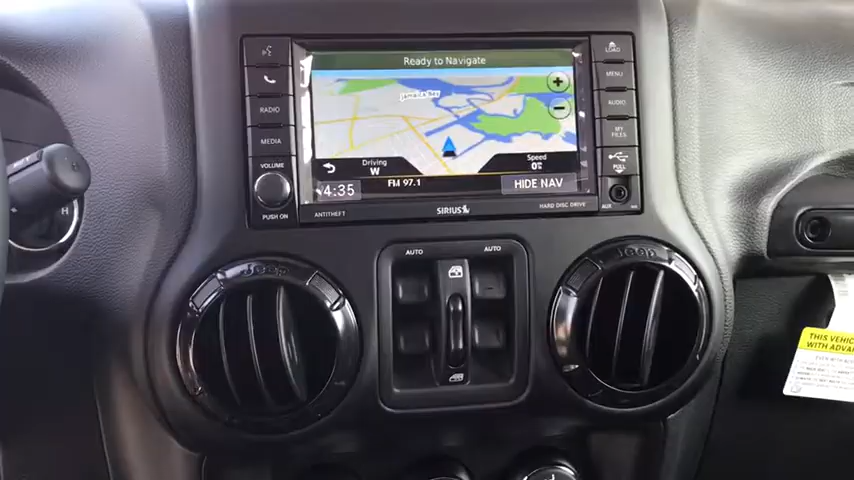 Ready to Navigate
LOAD
MENU
RADIO
AUDIO
MEDIA
MY FILES
VOLUME
PULL
Jamaica Bay
Driving
W
Speed
0
4:35
FM 97.1
HIDE NAV
PUSH ON
ANTITHEFT
SIRIUS
HARD DISC DRIVE
AUX
AUTO
AUTO
Jeep
Jeep
THIS VEHICLE
WITH ADVAN